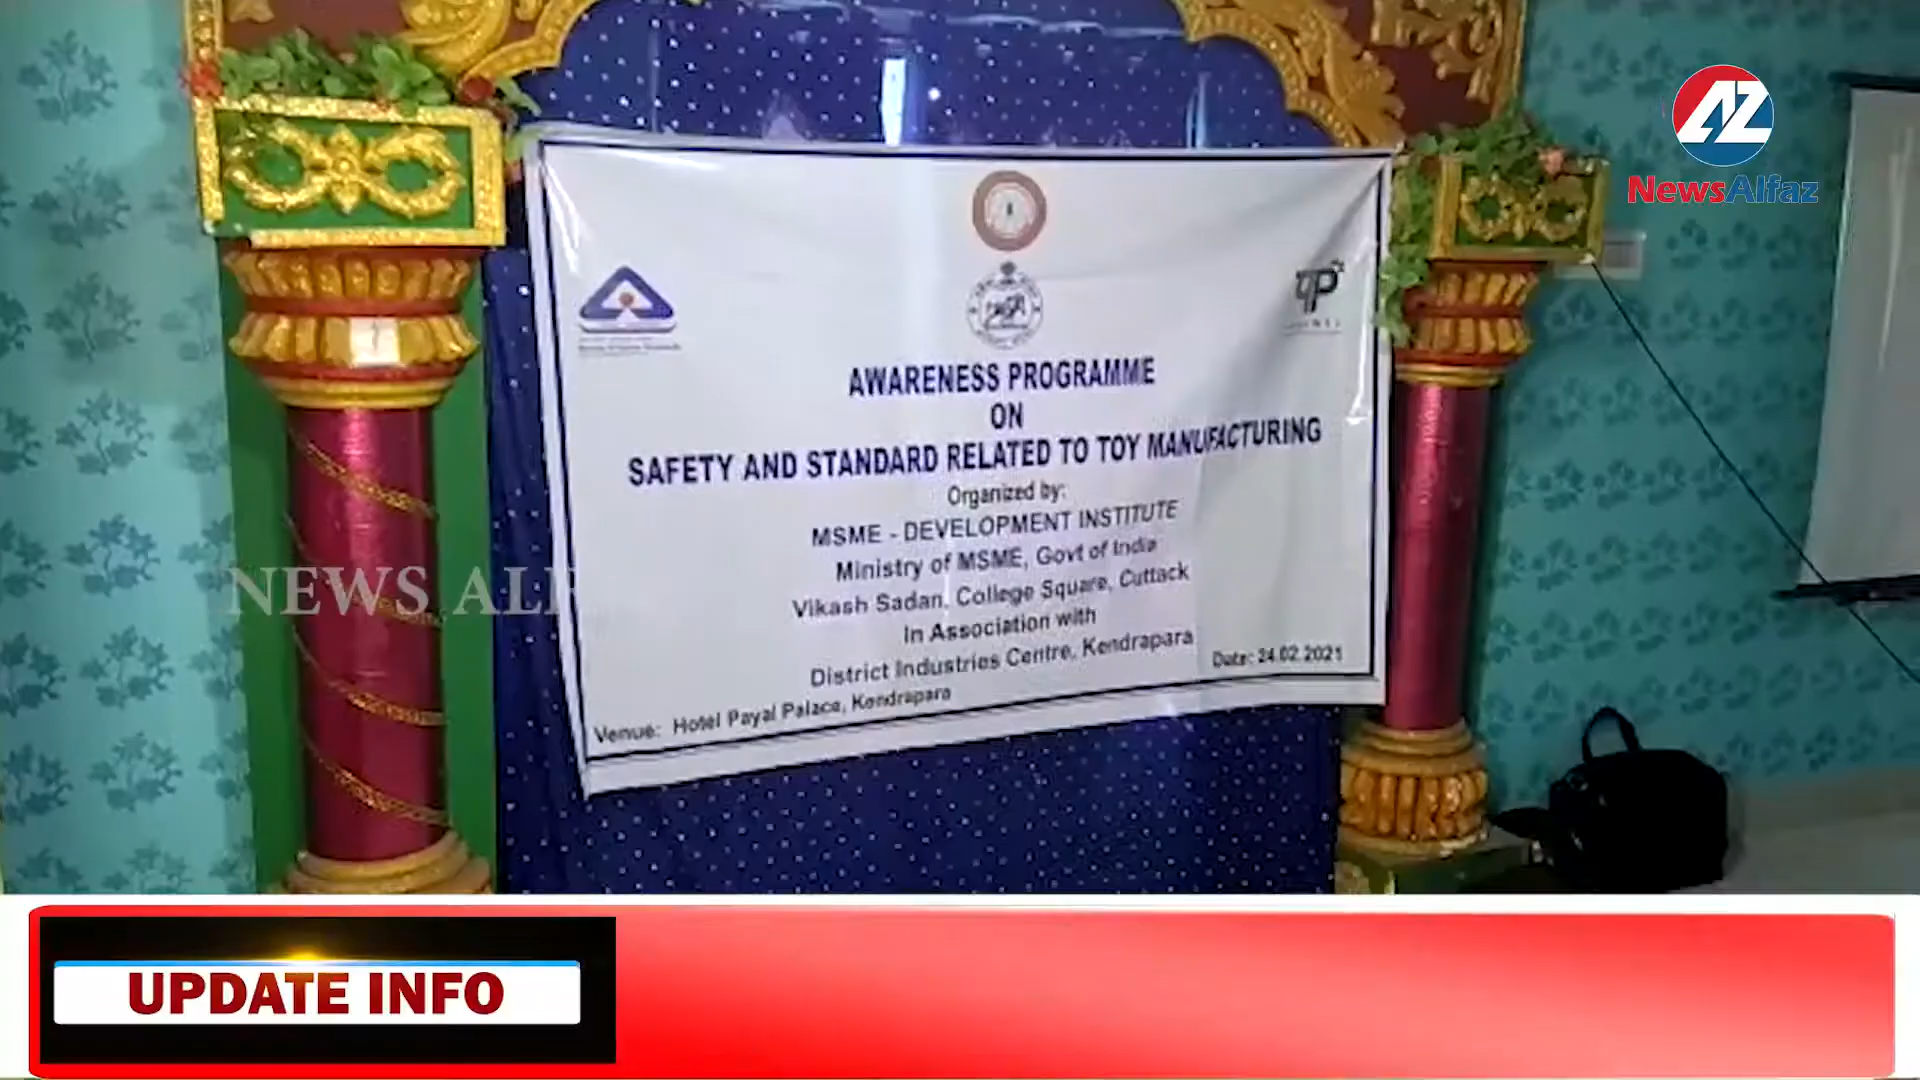 AZ
NewsAlfaz
AWARENESS PROGRAMME
ON
SAFETY AND STANDARD RELATED TO TOY MANUFACTURING
Organized by:
MSME - DEVELOPMENT INSTITUTE
Ministry of MSME, Govt of India
Vikash Sadan, College Square, Cuttack
In Association with
District Industries Centre, Kendrapara
Date: 24.02.2021
Venue: Hotel Payal Palace, Kendrapara
NEWS ALF
UPDATE INFO